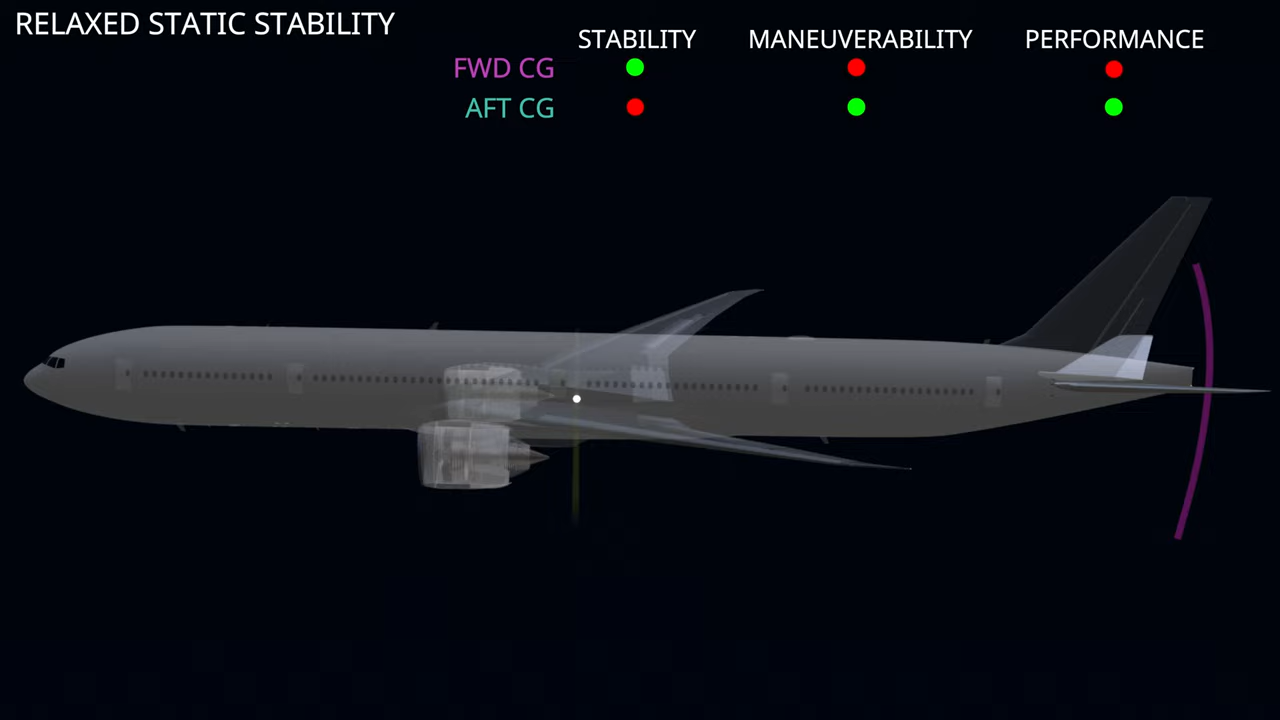 RELAXED STATIC STABILITY
STABILITY MANEUVERABILITY PERFORMANCE
FWD CG
AFT CG